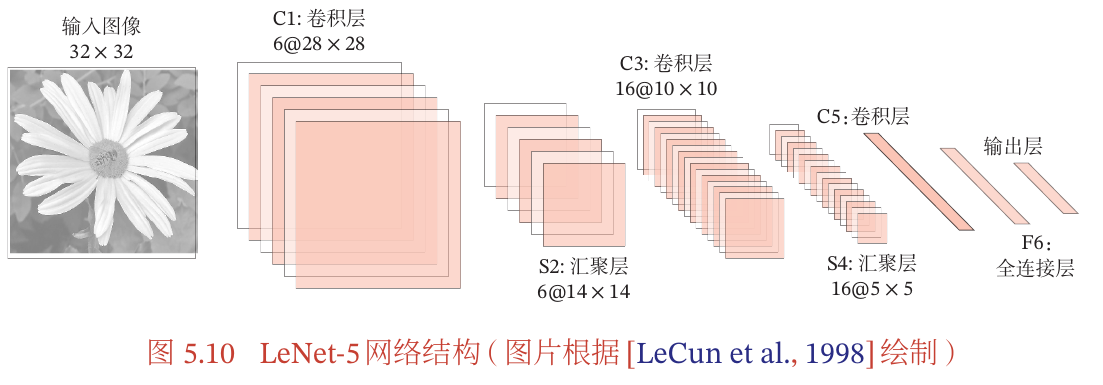 输入图像
32 × 32
C1: 卷积层
6@28 × 28
S2: 汇聚层
6@14 × 14
C3: 卷积层
16@10 × 10
S4: 汇聚层
16@5 × 5
C5: 卷积层
F6:
全连接层
输出层
图 5.10 LeNet-5 网络结构 ( 图片根据 [LeCun et al., 1998] 绘制 )